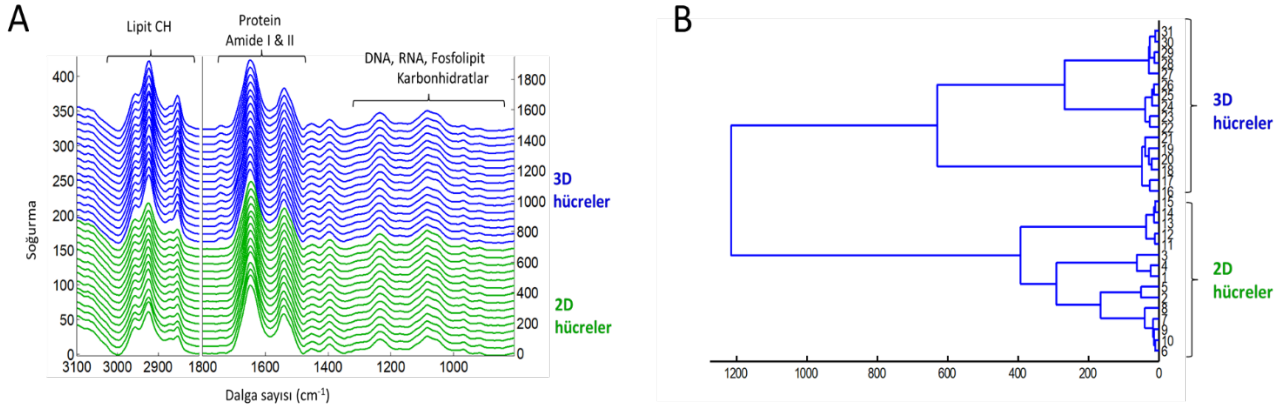 A
Lipit CH
Protein
Amide I & II
DNA, RNA, Fosfolipit
Karbonhidratlar
Soğurma
400
350
300
250
200
150
100
50
0
1800
1600
1400
1200
1000
800
600
400
200
0
3D
hücreler
2D
hücreler
3100 3000 2900 1800 1600 1400 1200 1000
Dalga sayısı (cm⁻¹)
B
31
30
29
28
27
26
25
24
23
22
21
19
20
18
17
16
15
14
13
12
11
3
4
1
5
2
8
7
9
10
6
3D
hücreler
2D
hücreler
1200 1000 800 600 400 200 0